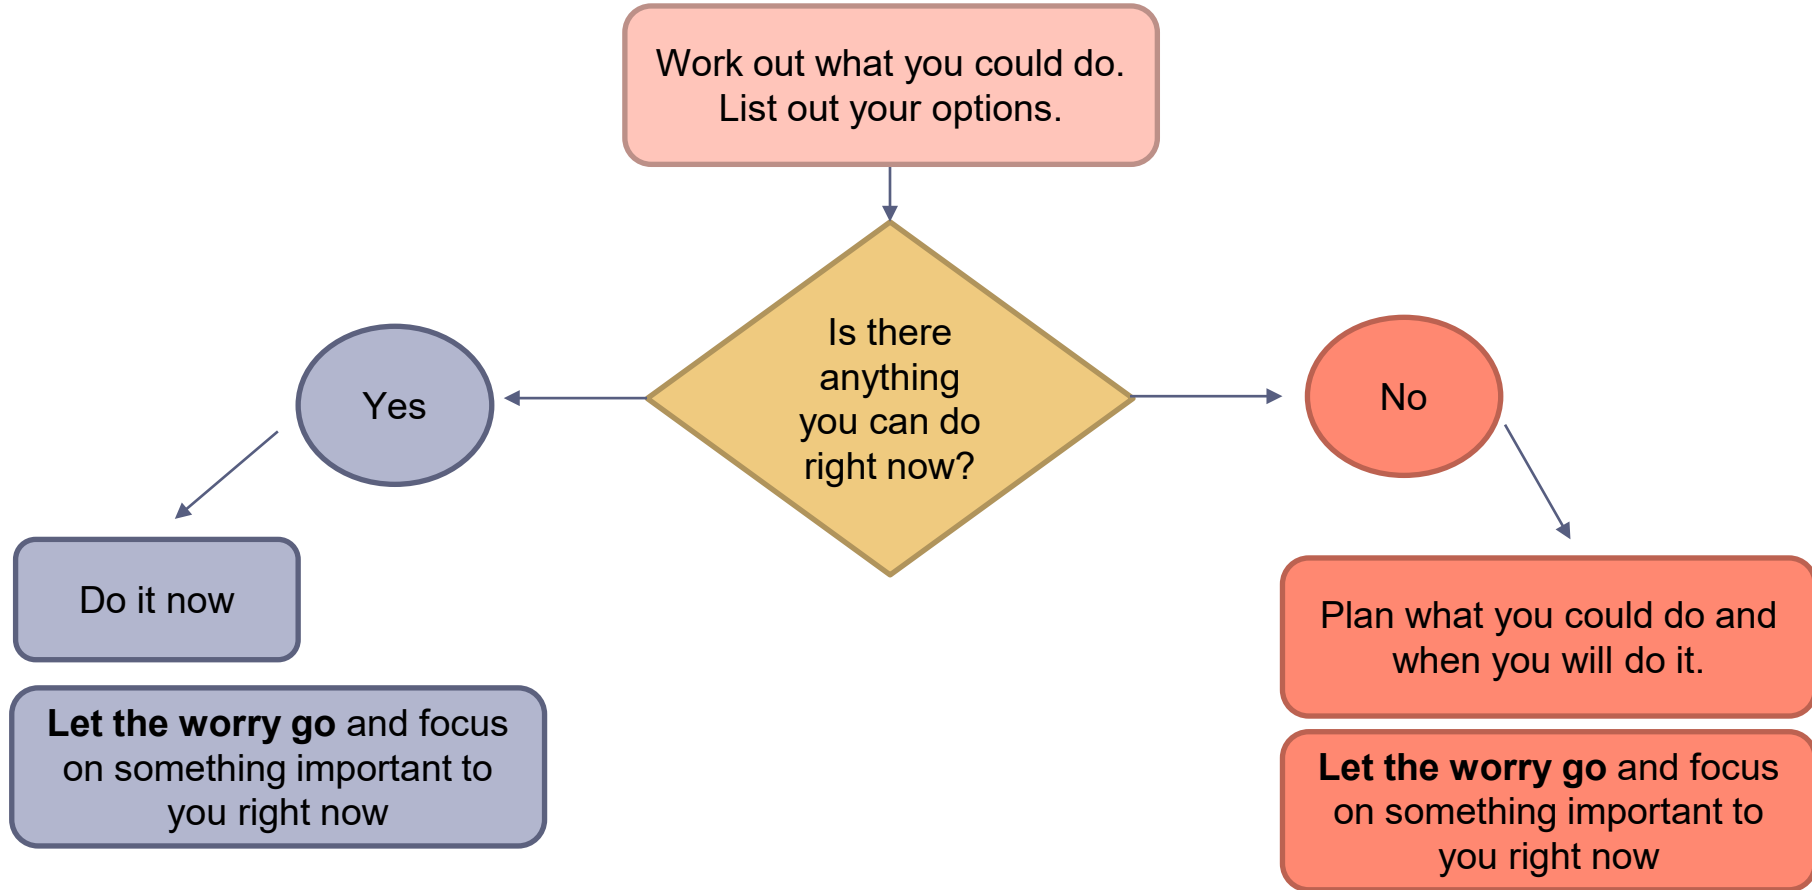 Work out what you could do.
List out your options.
Is there
anything
you can do
right now?
Yes
No
Do it now
Let the worry go and focus
on something important to
you right now
Plan what you could do and
when you will do it.
Let the worry go and focus
on something important to
you right now